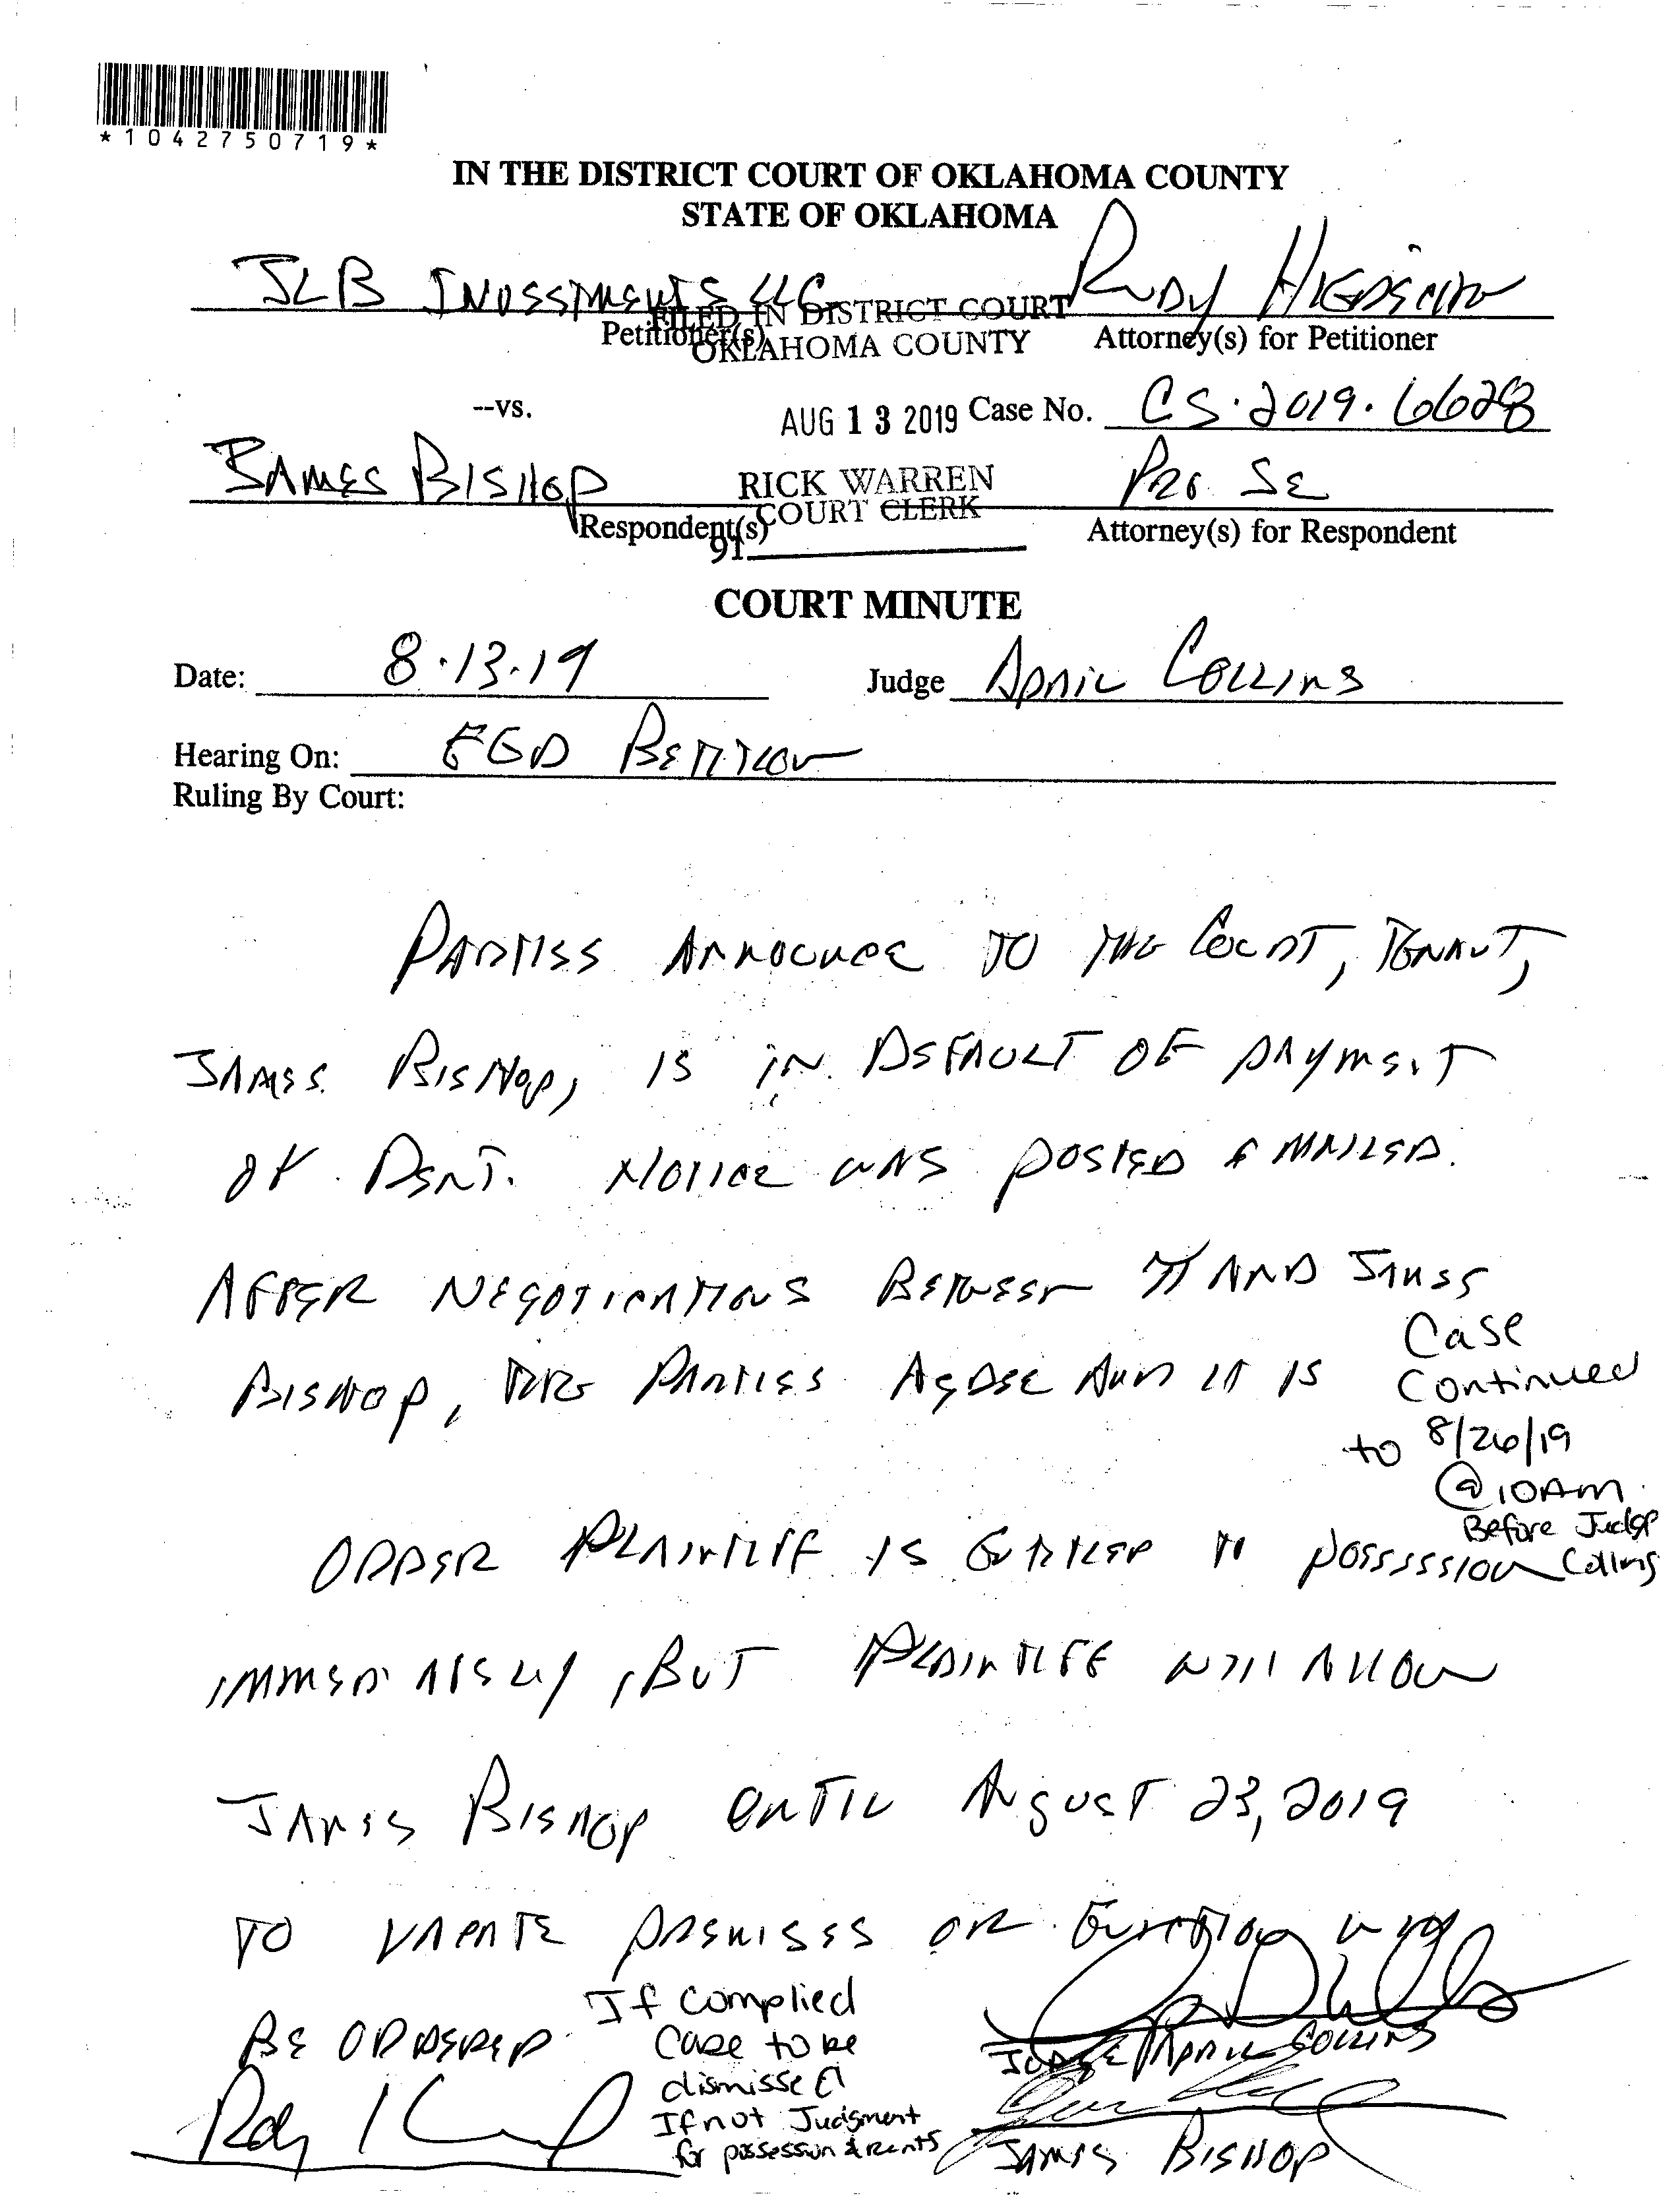 *1042750719*
IN THE DISTRICT COURT OF OKLAHOMA COUNTY
STATE OF OKLAHOMA
JLB INVESTMENTS LLC
RUDY
Petitioner(s)
Attorney(s) for Petitioner
FILED IN DISTRICT COURT
OKLAHOMA COUNTY
--vs.
AUG 13 2019
Case No. CS-2019-6628
JAMES BISHOP
RICK WARREN
COURT CLERK
PRO SE
Respondent(s)
Attorney(s) for Respondent
91
COURT MINUTE
Date: 8.13.19
Judge APRIL COLLINS
Hearing On: FED PETITION
Ruling By Court:
PARTIES ANNOUNCE TO THE COURT, TENANT,
JAMES BISHOP, IS IN DEFAULT OF PAYMENT
OF RENT. NOTICE WAS POSTED & MAILED.
AFTER NEGOTIATIONS BETWEEN π AND JAMES
BISHOP, THE PARTIES AGREE AND IT IS
Case
Continued
to 8/26/19
@ 10AM
Before Judge
Collins
ORDER PLAINTIFF IS ENTITLED TO POSSESSION
IMMEDIATELY, BUT PLAINTIFF WILL ALLOW
JAMES BISHOP UNTIL AUGUST 23, 2019
TO VACATE PREMISES OR EVICTION WILL
BE ORDERED.
If complied
Case to be
dismissed
If not Judgment
for possession & rents
JUDGE APRIL COLLINS
JAMES BISHOP